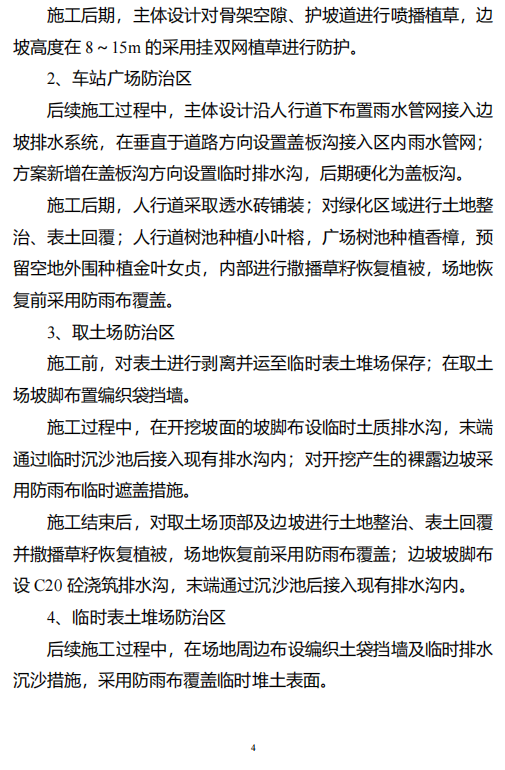 施工后期，主体设计对骨架空隙、护坡道进行喷播植草，边
坡高度在 8～15m 的采用挂双网植草进行防护。
2、车站广场防治区
后续施工过程中，主体设计沿人行道下布置雨水管网接入边
坡排水系统，在垂直于道路方向设置盖板沟接入区内雨水管网；
方案新增在盖板沟方向设置临时排水沟，后期硬化为盖板沟。
施工后期，人行道采取透水砖铺装；对绿化区域进行土地整
治、表土回覆；人行道树池种植小叶榕，广场树池种植香樟，预
留空地外围种植金叶女贞，内部进行撒播草籽恢复植被，场地恢
复前采用防雨布覆盖。
3、取土场防治区
施工前，对表土进行剥离并运至临时表土堆场保存；在取土
场坡脚布置编织袋挡墙。
施工过程中，在开挖坡面的坡脚布设临时土质排水沟，末端
通过临时沉沙池后接入现有排水沟内；对开挖产生的裸露边坡采
用防雨布临时遮盖措施。
施工结束后，对取土场顶部及边坡进行土地整治、表土回覆
并撒播草籽恢复植被，场地恢复前采用防雨布覆盖；边坡坡脚布
设 C20 砼浇筑排水沟，末端通过沉沙池后接入现有排水沟内。
4、临时表土堆场防治区
后续施工过程中，在场地周边布设编织土袋挡墙及临时排水
沉沙措施，采用防雨布覆盖临时堆土表面。
4